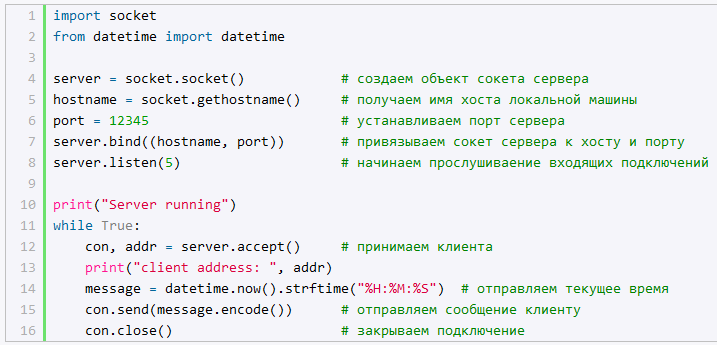 1 import socket
2 from datetime import datetime
3
4 server = socket.socket() # создаем объект сокета сервера
5 hostname = socket.gethostname() # получаем имя хоста локальной машины
6 port = 12345 # устанавливаем порт сервера
7 server.bind((hostname, port)) # привязываем сокет сервера к хосту и порту
8 server.listen(5) # начинаем прослушиваение входящих подключений
9
10 print("Server running")
11 while True:
12     con, addr = server.accept() # принимаем клиента
13     print("client address: ", addr)
14     message = datetime.now().strftime("%H:%M:%S") # отправляем текущее время
15     con.send(message.encode()) # отправляем сообщение клиенту
16     con.close() # закрываем подключение